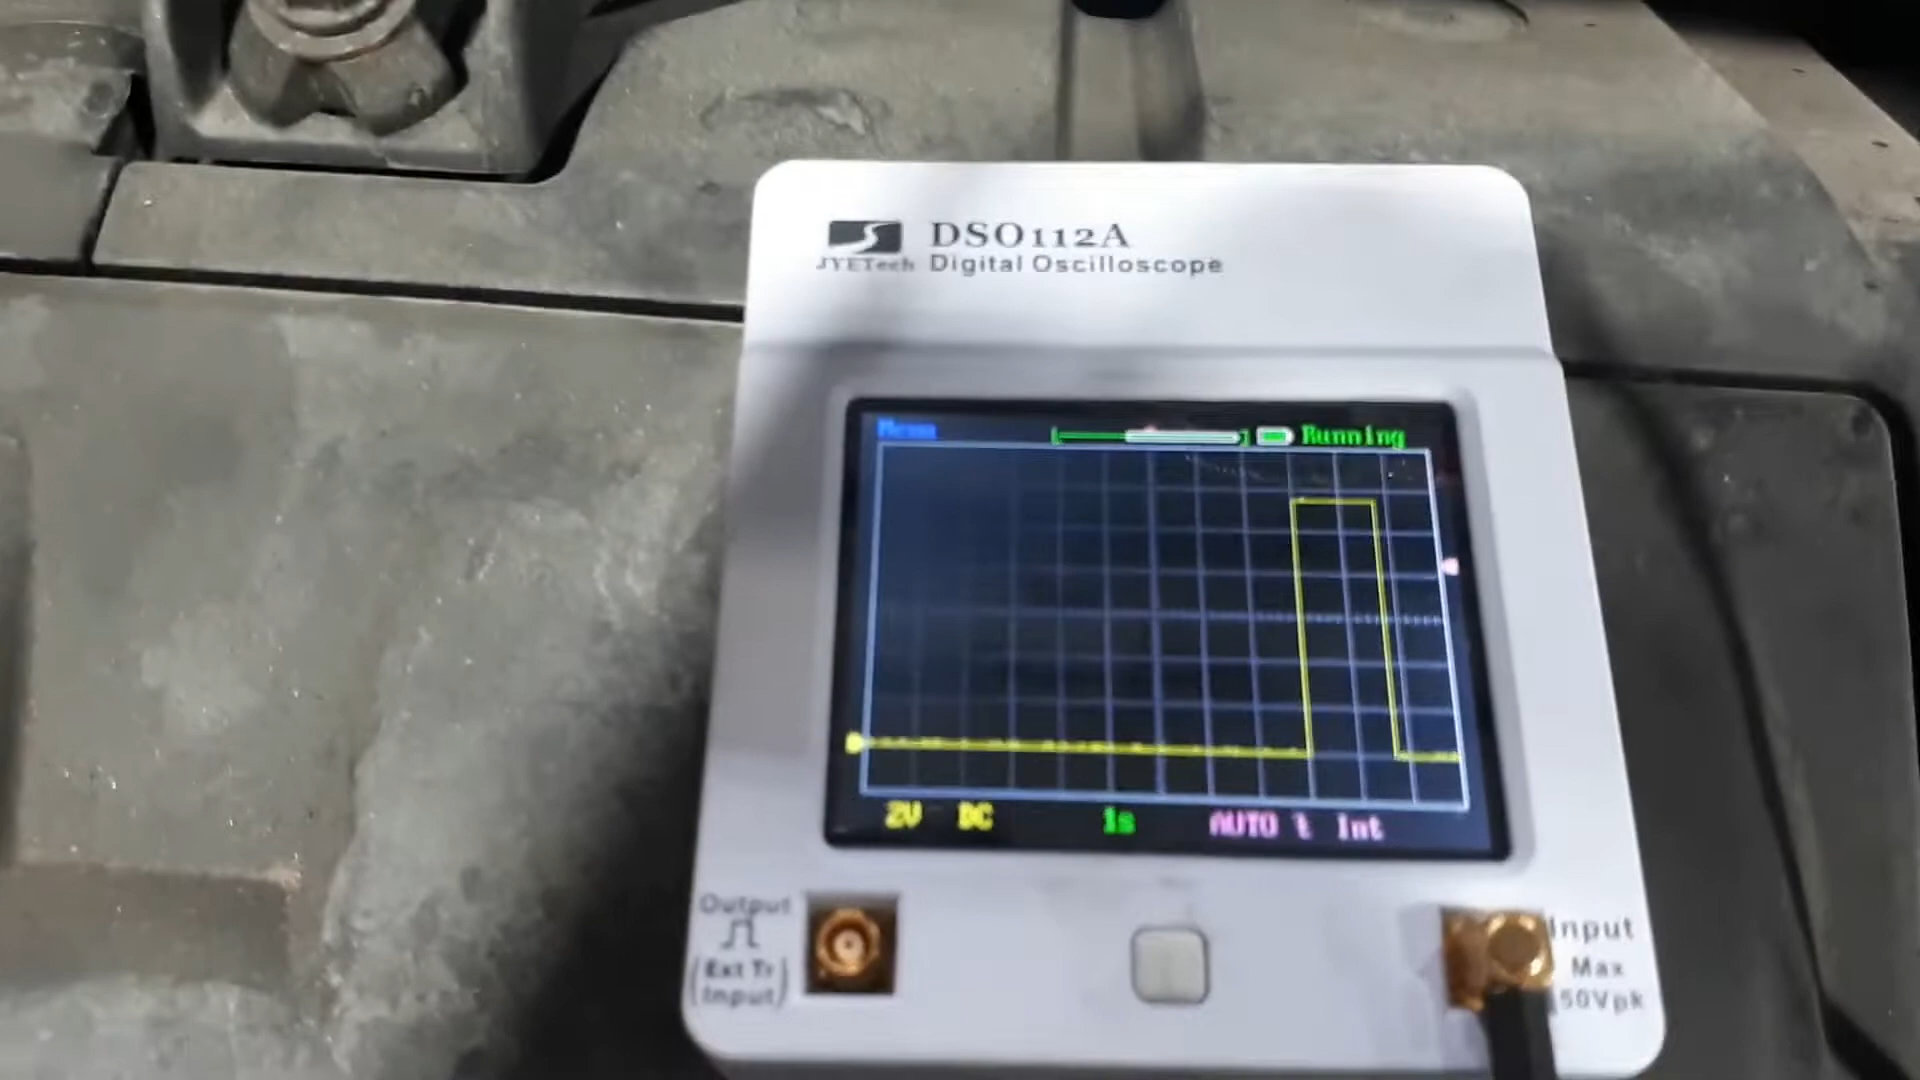 DSO112A
JYETech Digital Oscilloscope
Menu Running
2V DC 1s AUTO Int
Output
(Ext Tr
Input)
Input
Max
50Vpk